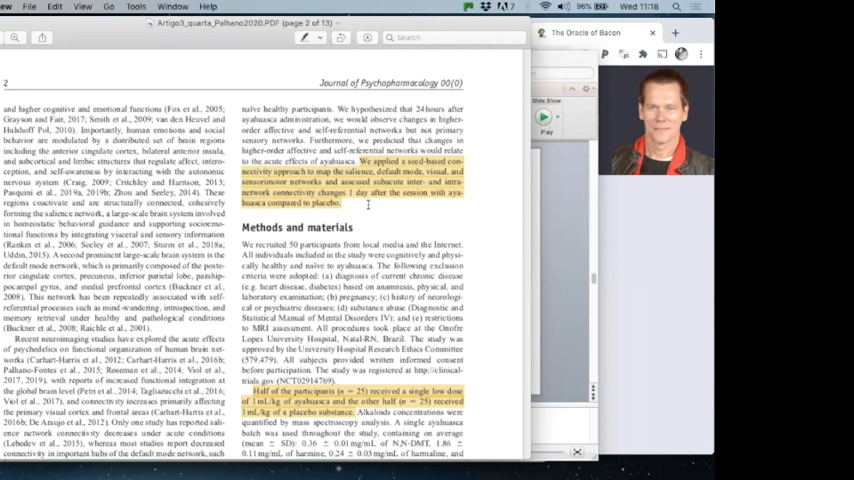 ew File Edit View Go Tools Window Help
7 96% Wed 11:18
Artigo3_quarta_Palhano2020.PDF (page 2 of 13)
Search
The Oracle of Bacon
Slide Show
Play
2
Journal of Psychopharmacology 00(0)
and higher cognitive and emotional functions (Fox et al., 2005;
Grayson and Fair, 2017; Smith et al., 2009; van den Heuvel and
Hulshoff Pol, 2010). Importantly, human emotions and social
behavior are modulated by a distributed set of brain regions
including the anterior cingulate cortex, bilateral anterior insula,
and subcortical and limbic structures that regulate affect, intero-
ception, and self-awareness by interacting with the autonomic
nervous system (Craig, 2009; Critchley and Harrison, 2013;
Pasquini et al., 2019a, 2019b; Zhou and Seeley, 2014). These
regions coactivate and are structurally connected, cohesively
forming the salience network, a large-scale brain system involved
in homeostatic behavioral guidance and supporting socioemo-
tional functions by integrating visceral and sensory information
(Rankin et al., 2006; Seeley et al., 2007; Sturm et al., 2018a;
Uddin, 2015). A second prominent large-scale brain system is the
default mode network, which is primarily composed of the poste-
rior cingulate cortex, precuneus, inferior parietal lobe, parahip-
pocampal gyrus, and medial prefrontal cortex (Buckner et al.,
2008). This network has been repeatedly associated with self-
referential processes such as mind-wandering, introspection, and
memory retrieval under healthy and pathological conditions
(Buckner et al., 2008; Raichle et al., 2001).
Recent neuroimaging studies have explored the acute effects
of psychedelics on functional organization of human brain net-
works (Carhart-Harris et al., 2012; Carhart-Harris et al., 2016b;
Palhano-Fontes et al., 2015; Roseman et al., 2014; Viol et al.,
2017, 2019), with reports of increased functional integration at
the global brain level (Petri et al., 2014; Tagliazucchi et al., 2016;
Viol et al., 2017), and connectivity increases primarily affecting
the primary visual cortex and frontal areas (Carhart-Harris et al.,
2016b; De Araujo et al., 2012). Only one study has reported sali-
ence network connectivity decreases under acute conditions
(Lebedev et al., 2015), whereas most studies report decreased
connectivity in important hubs of the default mode network, such
naïve healthy participants. We hypothesized that 24 hours after
ayahuasca administration, we would observe changes in higher-
order affective and self-referential networks but not primary
sensory networks. Furthermore, we predicted that changes in
higher-order affective and self-referential networks would relate
to the acute effects of ayahuasca. We applied a seed-based con-
nectivity approach to map the salience, default mode, visual, and
sensorimotor networks and assessed subacute inter- and intra-
network connectivity changes 1 day after the session with aya-
huasca compared to placebo.
Methods and materials
We recruited 50 participants from local media and the Internet.
All individuals included in the study were cognitively and physi-
cally healthy and naïve to ayahuasca. The following exclusion
criteria were adopted: (a) diagnosis of current chronic disease
(e.g. heart disease, diabetes) based on anamnesis, physical, and
laboratory examination; (b) pregnancy; (c) history of neurologi-
cal or psychiatric diseases; (d) substance abuse (Diagnostic and
Statistical Manual of Mental Disorders IV); and (e) restrictions
to MRI assessment. All procedures took place at the Onofre
Lopes University Hospital, Natal-RN, Brazil. The study was
approved by the University Hospital Research Ethics Committee
(579.479). All subjects provided written informed consent
before participation. The study was registered at http://clinical-
trials.gov (NCT02914769).
Half of the participants (n = 25) received a single low dose
of 1 mL/kg of ayahuasca and the other half (n = 25) received
1 mL/kg of a placebo substance. Alkaloids concentrations were
quantified by mass spectroscopy analysis. A single ayahuasca
batch was used throughout the study, containing on average
(mean ± SD): 0.36 ± 0.01 mg/mL of N,N-DMT, 1.86 ±
0.11 mg/mL of harmine, 0.24 ± 0.03 mg/mL of harmaline, and